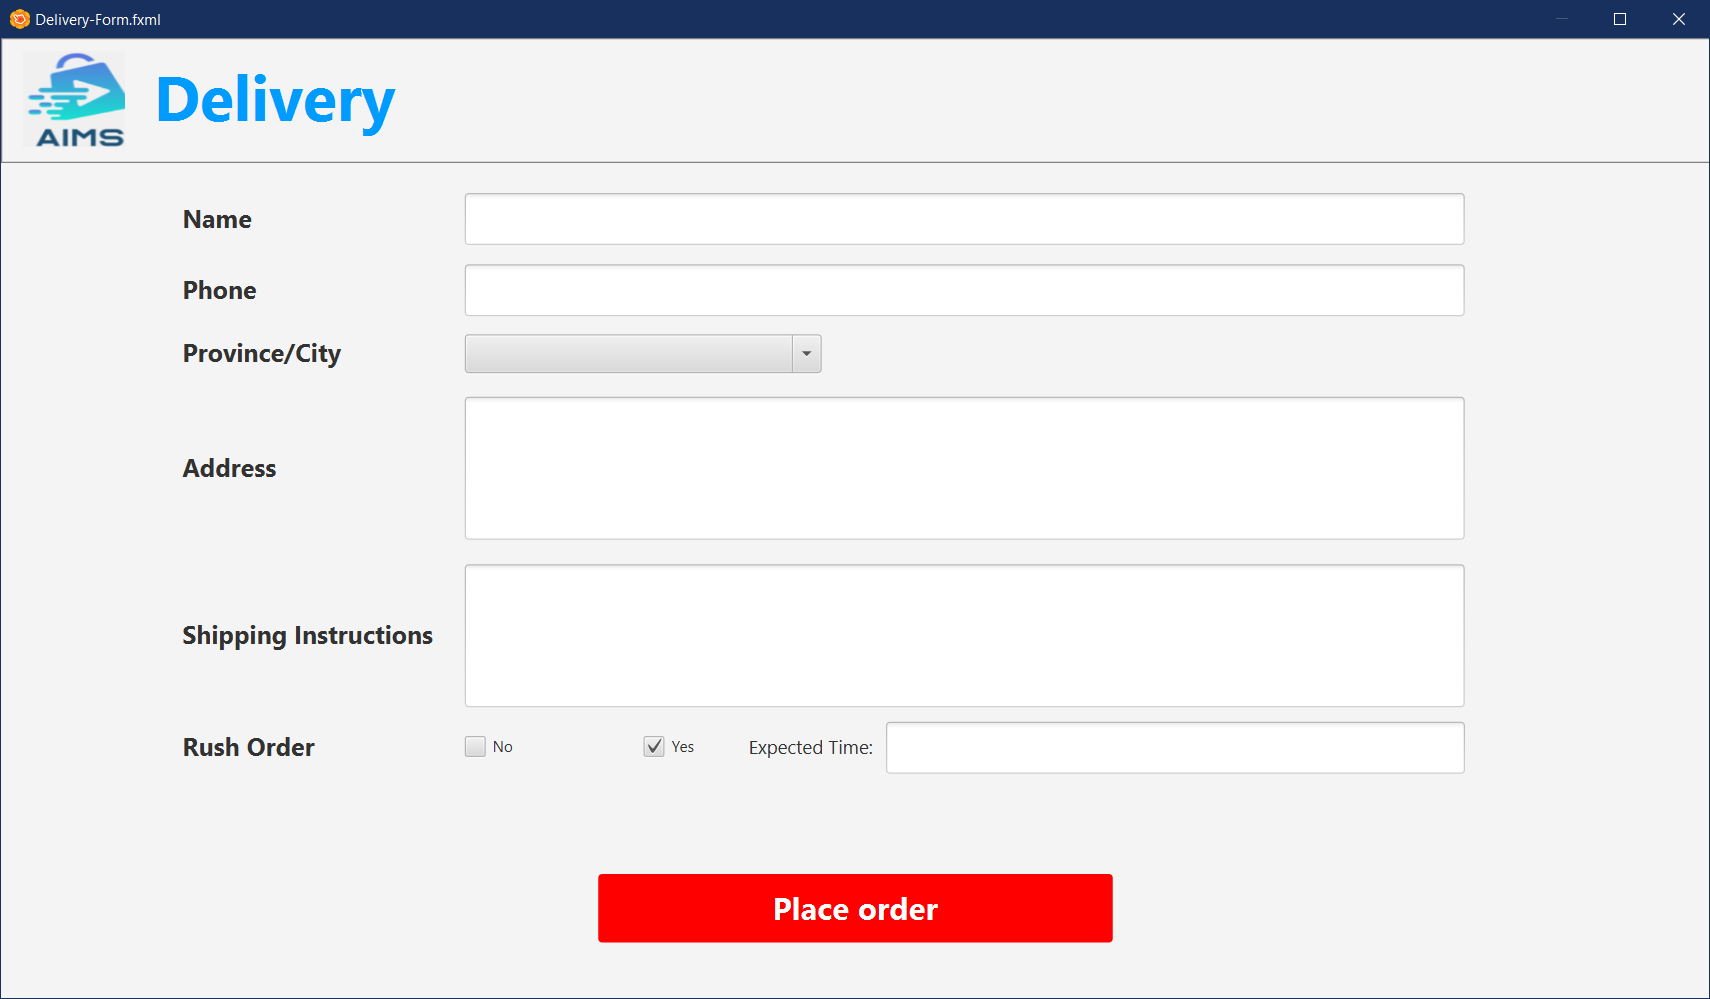 Delivery-Form.fxml
AIMS
Delivery
Name
Phone
Province/City
Address
Shipping Instructions
Rush Order No Yes Expected Time:
Place order